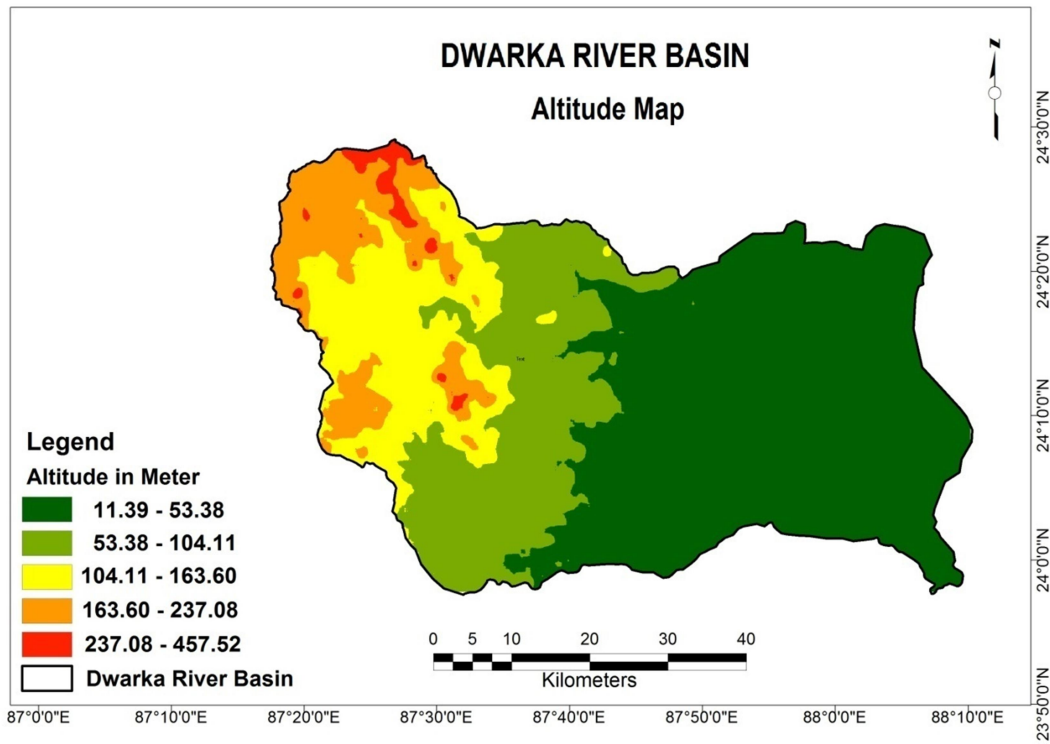 DWARKA RIVER BASIN
Altitude Map
N
24°30'0"N
24°20'0"N
24°10'0"N
24°0'0"N
23°50'0"N
Legend
Altitude in Meter
11.39 - 53.38
53.38 - 104.11
104.11 - 163.60
163.60 - 237.08
237.08 - 457.52
Dwarka River Basin
0 5 10 20 30 40
Kilometers
87°0'0"E 87°10'0"E 87°20'0"E 87°30'0"E 87°40'0"E 87°50'0"E 88°0'0"E 88°10'0"E